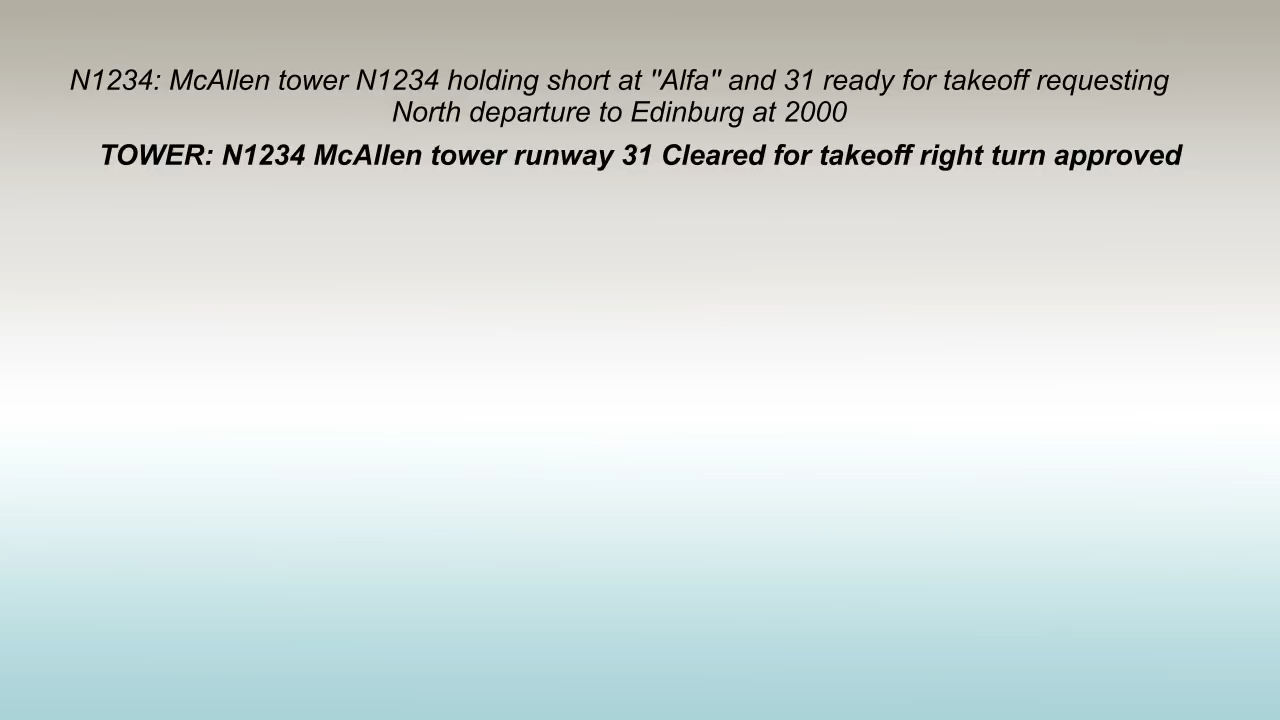 N1234: McAllen tower N1234 holding short at "Alfa" and 31 ready for takeoff requesting
North departure to Edinburg at 2000
TOWER: N1234 McAllen tower runway 31 Cleared for takeoff right turn approved